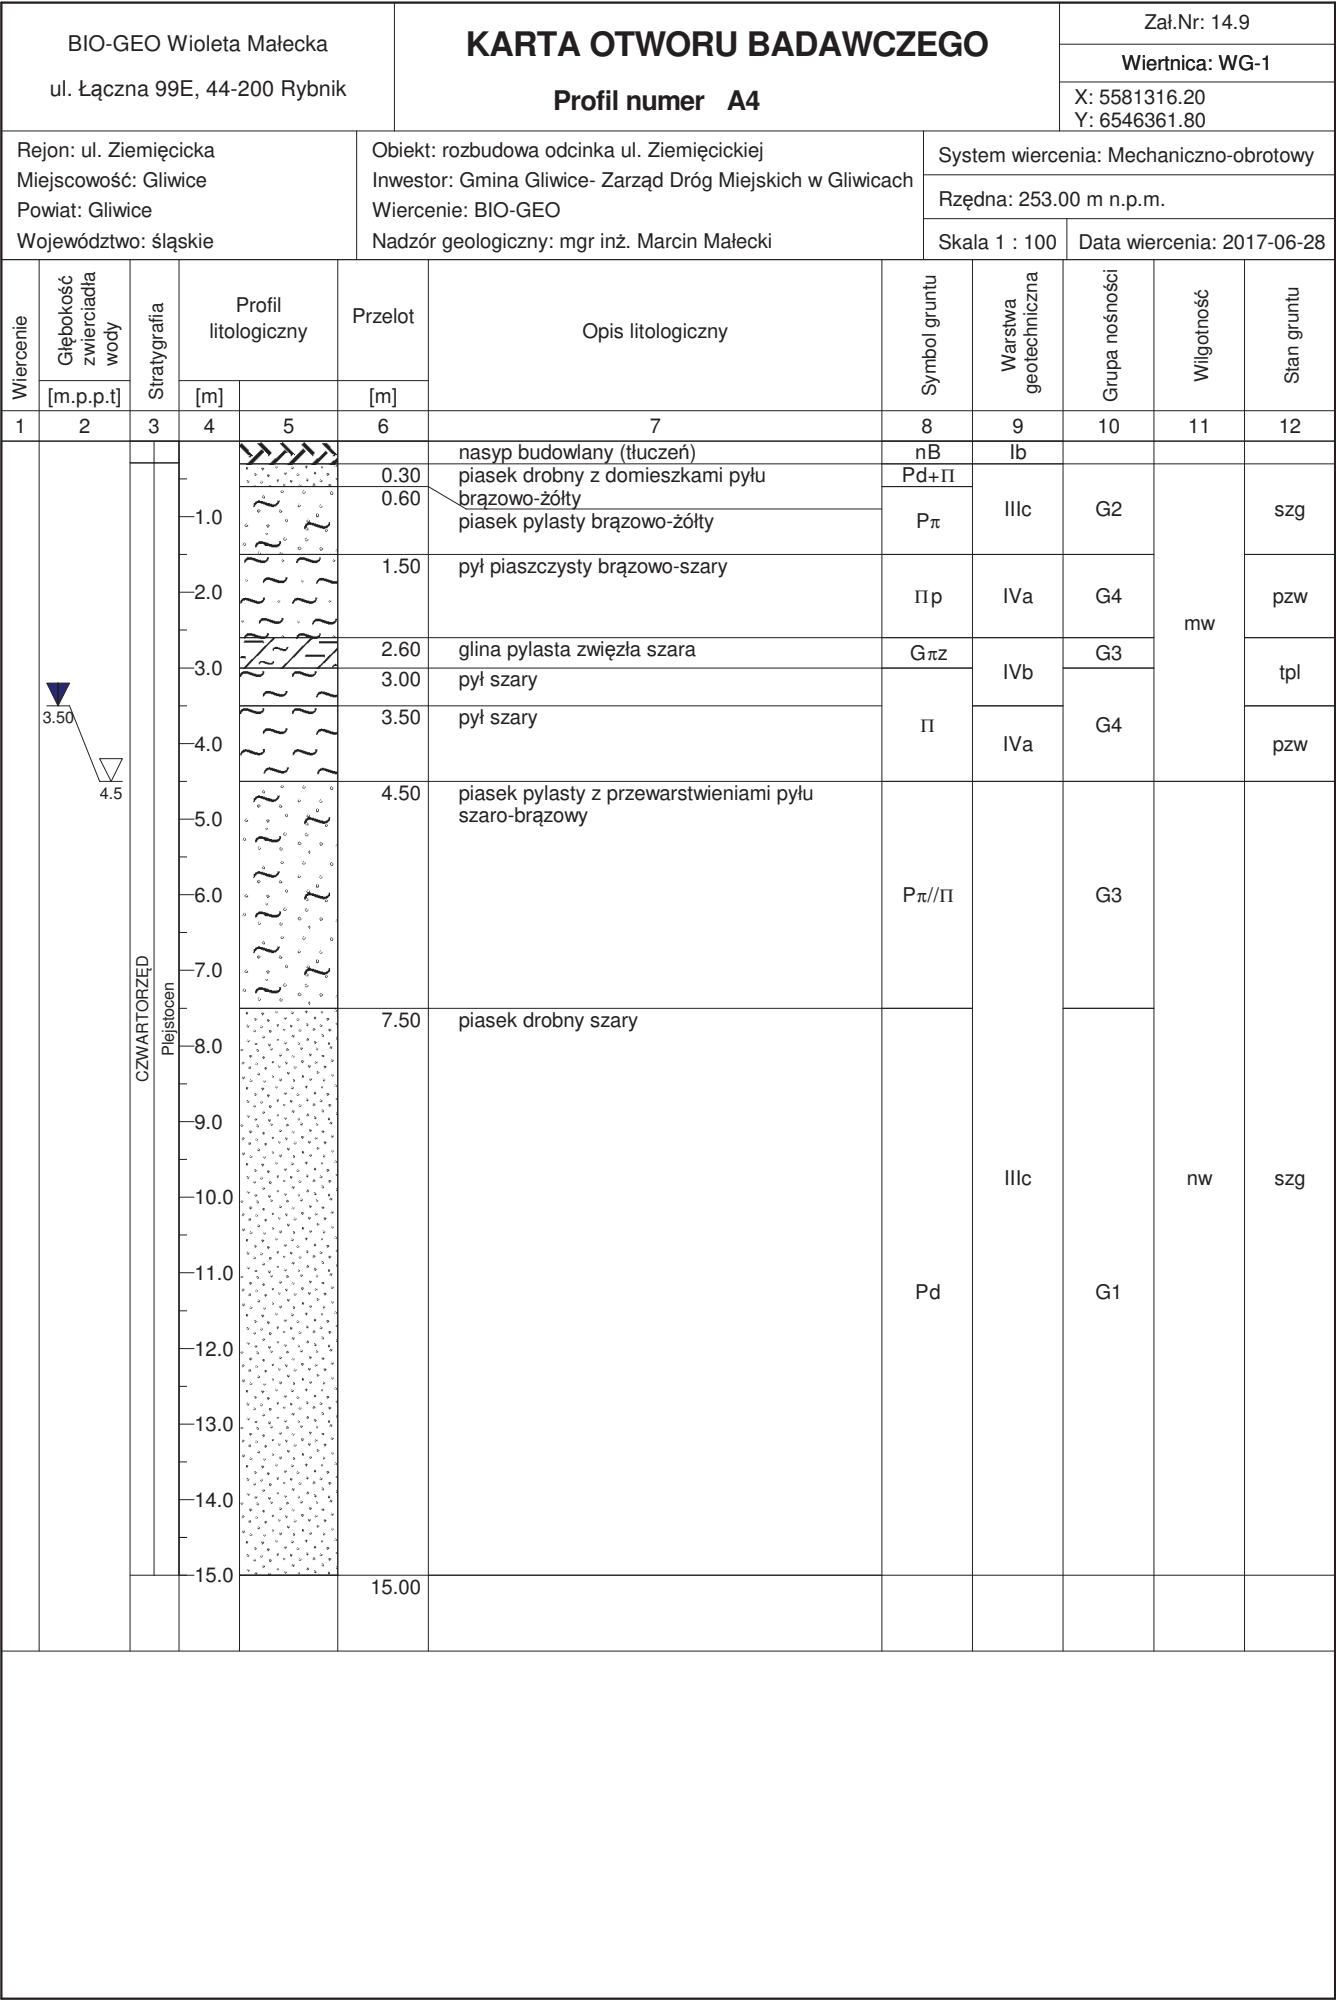 BIO-GEO Wioleta Małecka
ul. Łączna 99E, 44-200 Rybnik
KARTA OTWORU BADAWCZEGO
Profil numer A4
Zał.Nr: 14.9
Wiertnica: WG-1
X: 5581316.20
Y: 6546361.80
Rejon: ul. Ziemięcicka
Miejscowość: Gliwice
Powiat: Gliwice
Województwo: śląskie
Obiekt: rozbudowa odcinka ul. Ziemięcickiej
Inwestor: Gmina Gliwice- Zarząd Dróg Miejskich w Gliwicach
Wiercenie: BIO-GEO
Nadzór geologiczny: mgr inż. Marcin Małecki
System wiercenia: Mechaniczno-obrotowy
Rzędna: 253.00 m n.p.m.
Skala 1 : 100
Data wiercenia: 2017-06-28
Wiercenie
Głębokość
zwierciadła
wody
[m.p.p.t]
Stratygrafia
Profil
litologiczny
[m]
Przelot
[m]
Opis litologiczny
Symbol gruntu
Warstwa
geotechniczna
Grupa nośności
Wilgotność
Stan gruntu
1 2 3 4 5 6 7 8 9 10 11 12
nasyp budowlany (tłuczeń) nB Ib
0.30 piasek drobny z domieszkami pyłu Pd+Π
0.60 brązowo-żółty
1.0 piasek pylasty brązowo-żółty Pπ IIIc G2 szg
1.50 pył piaszczysty brązowo-szary
2.0 Πp IVa G4 pzw
mw
2.60 glina pylasta zwięzła szara Gπz G3
3.0 IVb tpl
3.00 pył szary
3.50
3.50 pył szary Π G4
4.0 IVa pzw
4.5
4.50 piasek pylasty z przewarstwieniami pyłu
szaro-brązowy
5.0
6.0 Pπ//Π G3
7.0
CZWARTORZĘD
Plejstocen
7.50 piasek drobny szary
8.0
9.0
IIIc nw szg
10.0
11.0
Pd G1
12.0
13.0
14.0
15.0
15.00